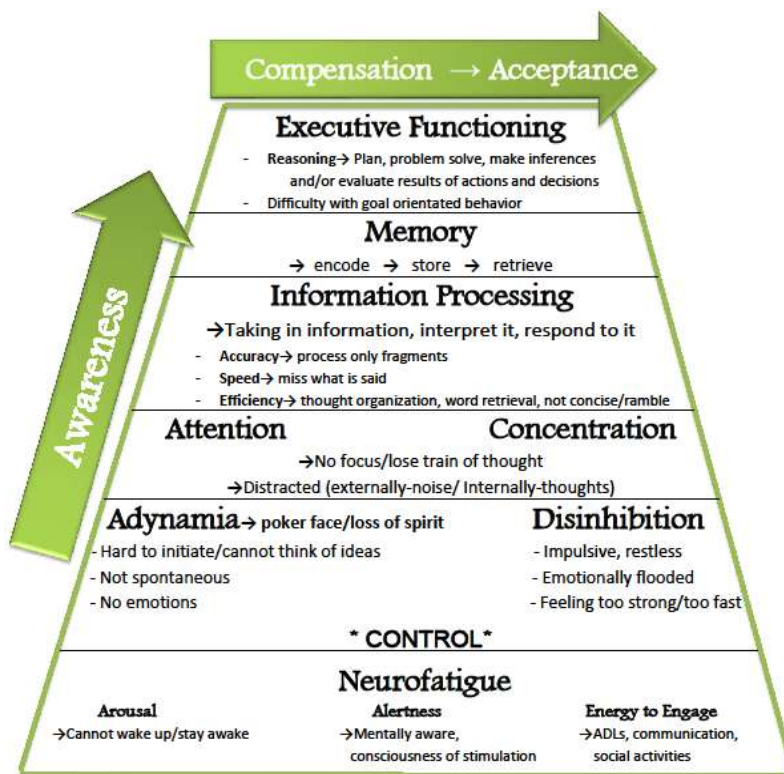 Compensation → Acceptance
Executive Functioning
- Reasoning→ Plan, problem solve, make inferences
and/or evaluate results of actions and decisions
- Difficulty with goal orientated behavior
Awareness
Memory
→ encode → store → retrieve
Information Processing
→Taking in information, interpret it, respond to it
- Accuracy→ process only fragments
- Speed→ miss what is said
- Efficiency→ thought organization, word retrieval, not concise/ramble
Attention Concentration
→No focus/lose train of thought
→Distracted (externally-noise/ Internally-thoughts)
Adynamia→ poker face/loss of spirit Disinhibition
- Hard to initiate/cannot think of ideas - Impulsive, restless
- Not spontaneous - Emotionally flooded
- No emotions - Feeling too strong/too fast
* CONTROL*
Neurofatigue
Arousal Alertness Energy to Engage
→Cannot wake up/stay awake →Mentally aware, →ADLs, communication,
consciousness of stimulation social activities